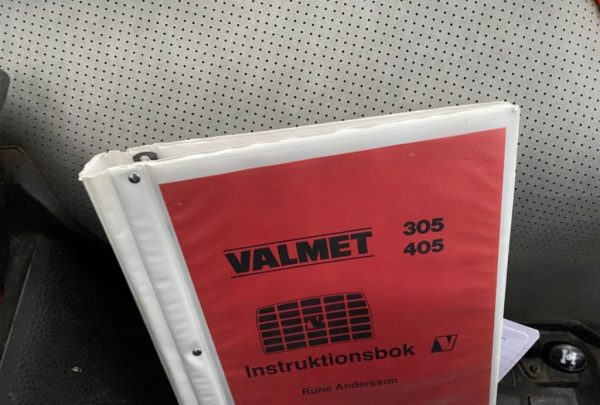 VALMET 305
405
Instruktionsbok
Rune Andersson